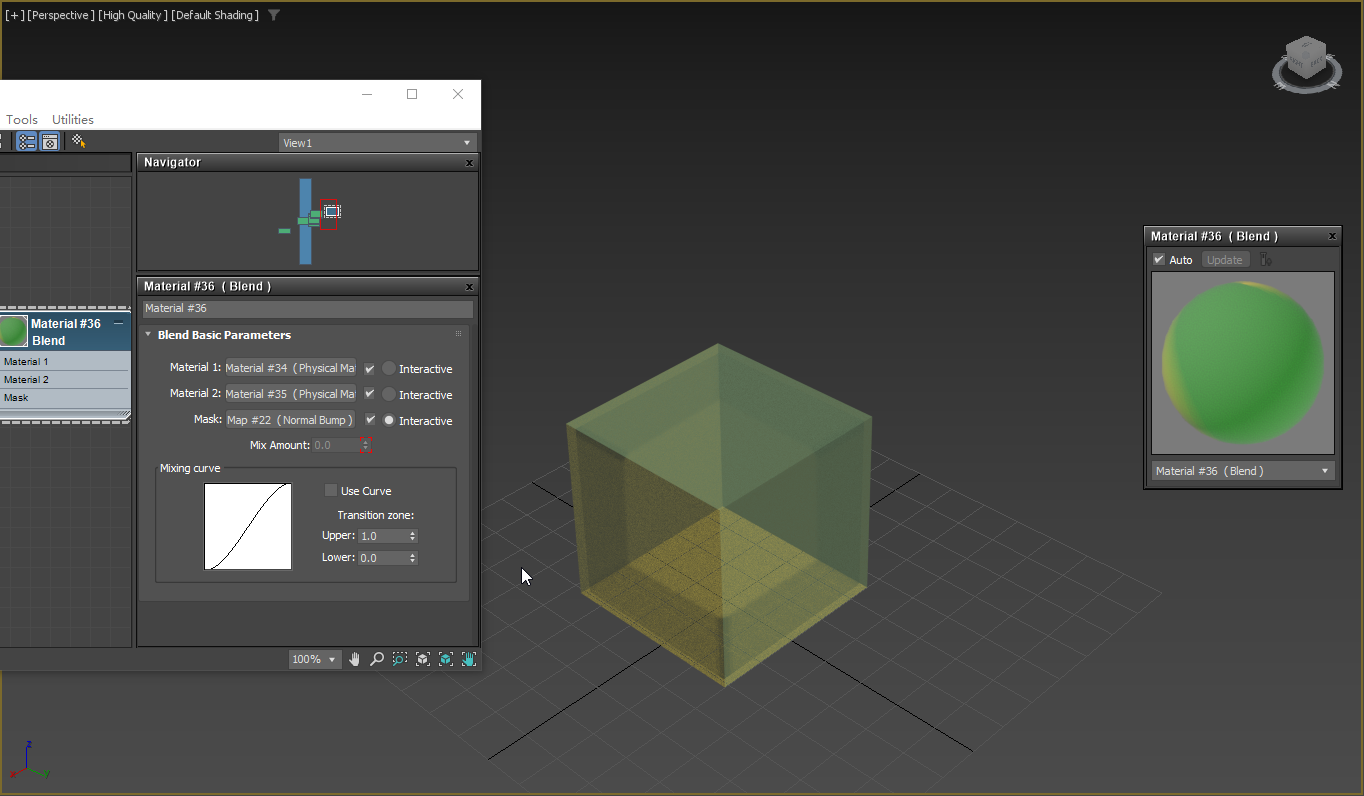 [+] [Perspective] [High Quality] [Default Shading]
Tools Utilities
View1
Navigator
Material #36 ( Blend )
Material #36
Blend Basic Parameters
Material 1: Material #34 (Physical Ma Interactive
Material 2: Material #35 (Physical Ma Interactive
Mask: Map #22 (Normal Bump) Interactive
Mix Amount: 0.0
Mixing curve
Use Curve
Transition zone:
Upper: 1.0
Lower: 0.0
100%
Material #36
Blend
Material 1
Material 2
Mask
Material #36 ( Blend )
Auto Update
Material #36 ( Blend )
z
x
y